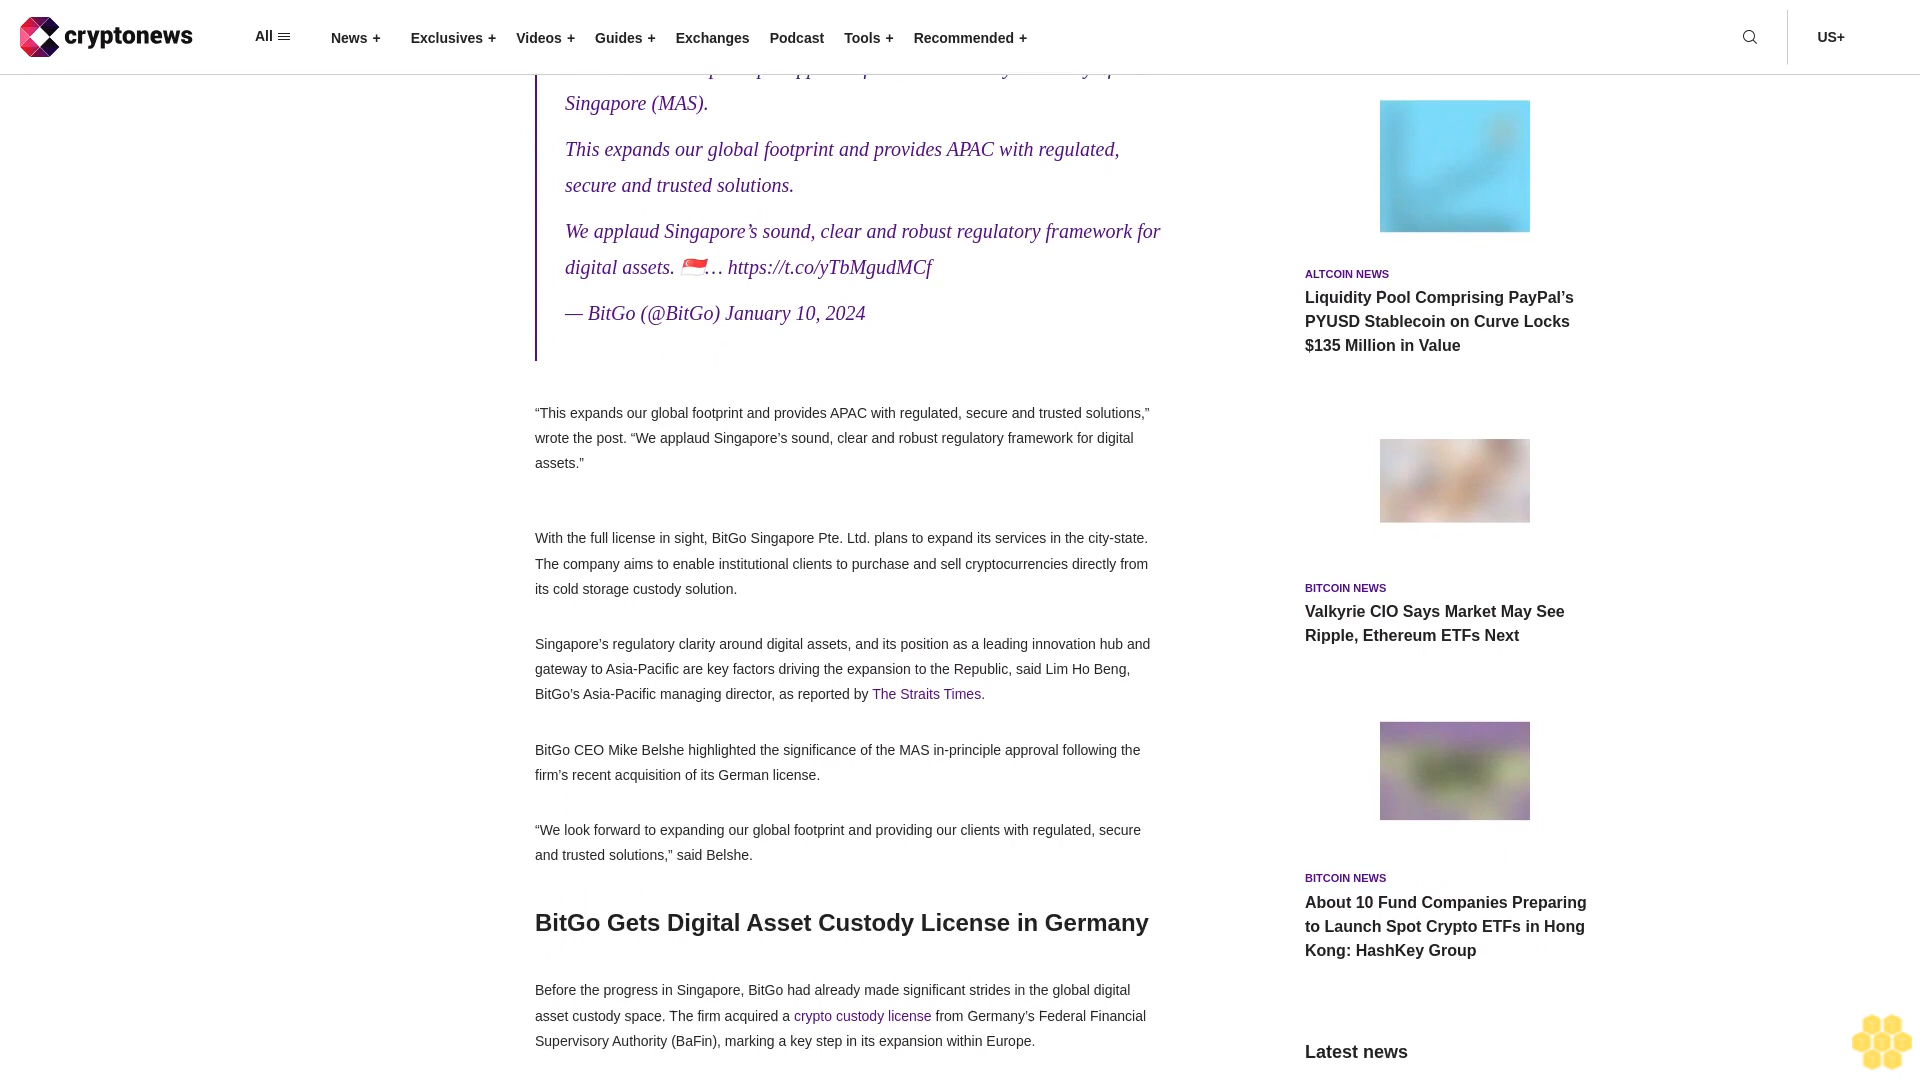 cryptonews
All
News +
Exclusives +
Videos +
Guides +
Exchanges
Podcast
Tools +
Recommended +
US+
Singapore (MAS).
This expands our global footprint and provides APAC with regulated,
secure and trusted solutions.
We applaud Singapore’s sound, clear and robust regulatory framework for
digital assets. 🇸🇬… https://t.co/yTbMgudMCf
— BitGo (@BitGo) January 10, 2024
“This expands our global footprint and provides APAC with regulated, secure and trusted solutions,”
wrote the post. “We applaud Singapore’s sound, clear and robust regulatory framework for digital
assets.”
With the full license in sight, BitGo Singapore Pte. Ltd. plans to expand its services in the city-state.
The company aims to enable institutional clients to purchase and sell cryptocurrencies directly from
its cold storage custody solution.
Singapore’s regulatory clarity around digital assets, and its position as a leading innovation hub and
gateway to Asia-Pacific are key factors driving the expansion to the Republic, said Lim Ho Beng,
BitGo’s Asia-Pacific managing director, as reported by The Straits Times.
BitGo CEO Mike Belshe highlighted the significance of the MAS in-principle approval following the
firm’s recent acquisition of its German license.
“We look forward to expanding our global footprint and providing our clients with regulated, secure
and trusted solutions,” said Belshe.
BitGo Gets Digital Asset Custody License in Germany
Before the progress in Singapore, BitGo had already made significant strides in the global digital
asset custody space. The firm acquired a crypto custody license from Germany’s Federal Financial
Supervisory Authority (BaFin), marking a key step in its expansion within Europe.
ALTCOIN NEWS
Liquidity Pool Comprising PayPal’s
PYUSD Stablecoin on Curve Locks
$135 Million in Value
BITCOIN NEWS
Valkyrie CIO Says Market May See
Ripple, Ethereum ETFs Next
BITCOIN NEWS
About 10 Fund Companies Preparing
to Launch Spot Crypto ETFs in Hong
Kong: HashKey Group
Latest news